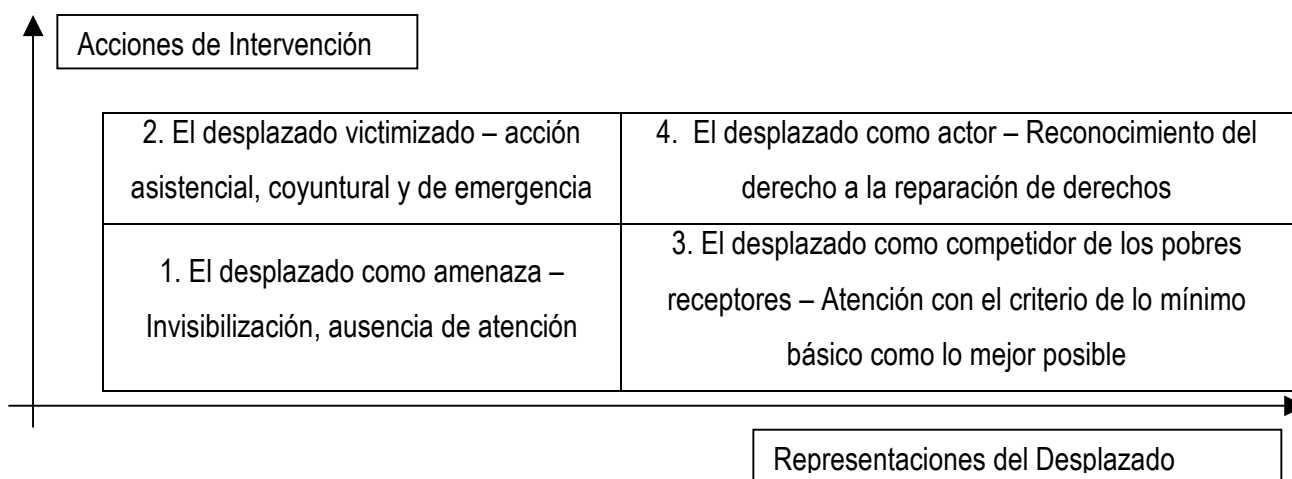 Acciones de Intervención
2. El desplazado victimizado – acción
asistencial, coyuntural y de emergencia
4. El desplazado como actor – Reconocimiento del
derecho a la reparación de derechos
1. El desplazado como amenaza –
Invisibilización, ausencia de atención
3. El desplazado como competidor de los pobres
receptores – Atención con el criterio de lo mínimo
básico como lo mejor posible
Representaciones del Desplazado